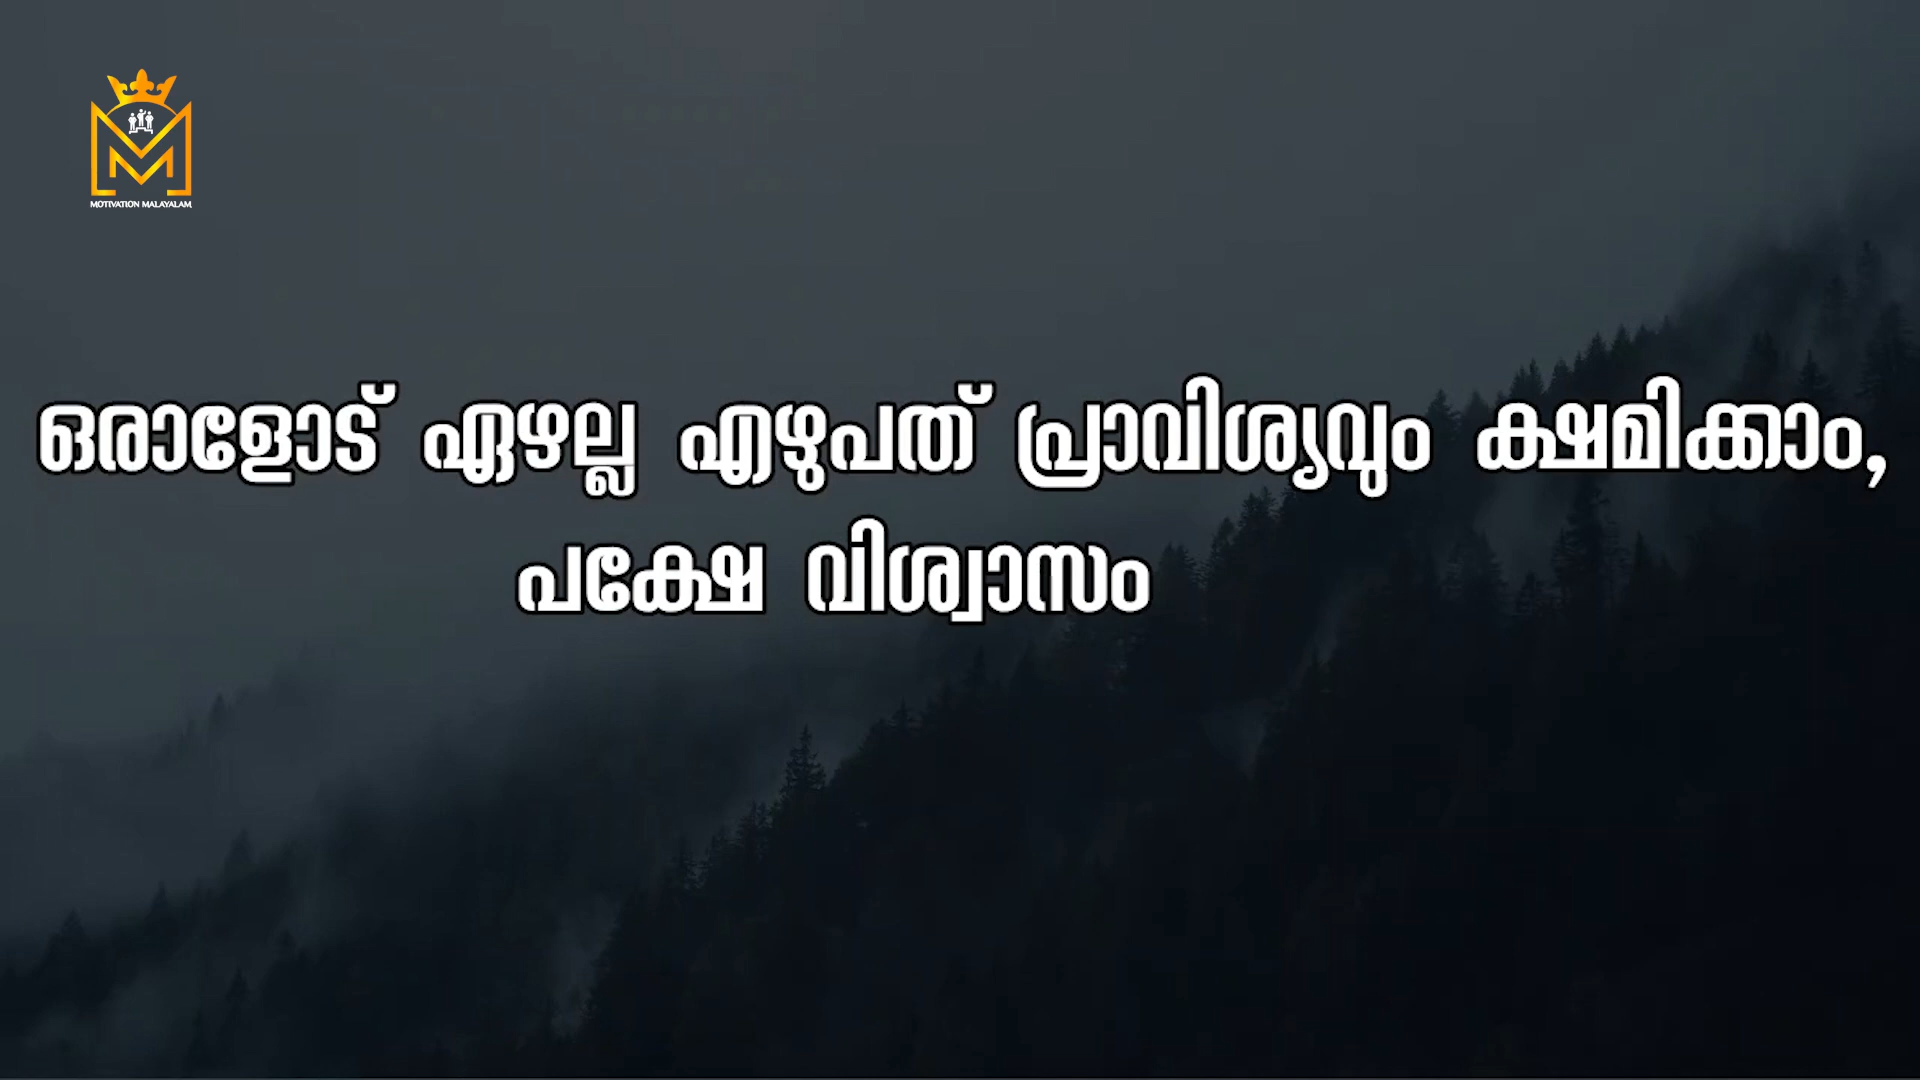 MOTIVATION MALAYALAM
ഒരാളോട് ഏഴല്ല എഴുപത് പ്രാവിശ്യവും ക്ഷമിക്കാം,
പക്ഷേ വിശ്വാസം